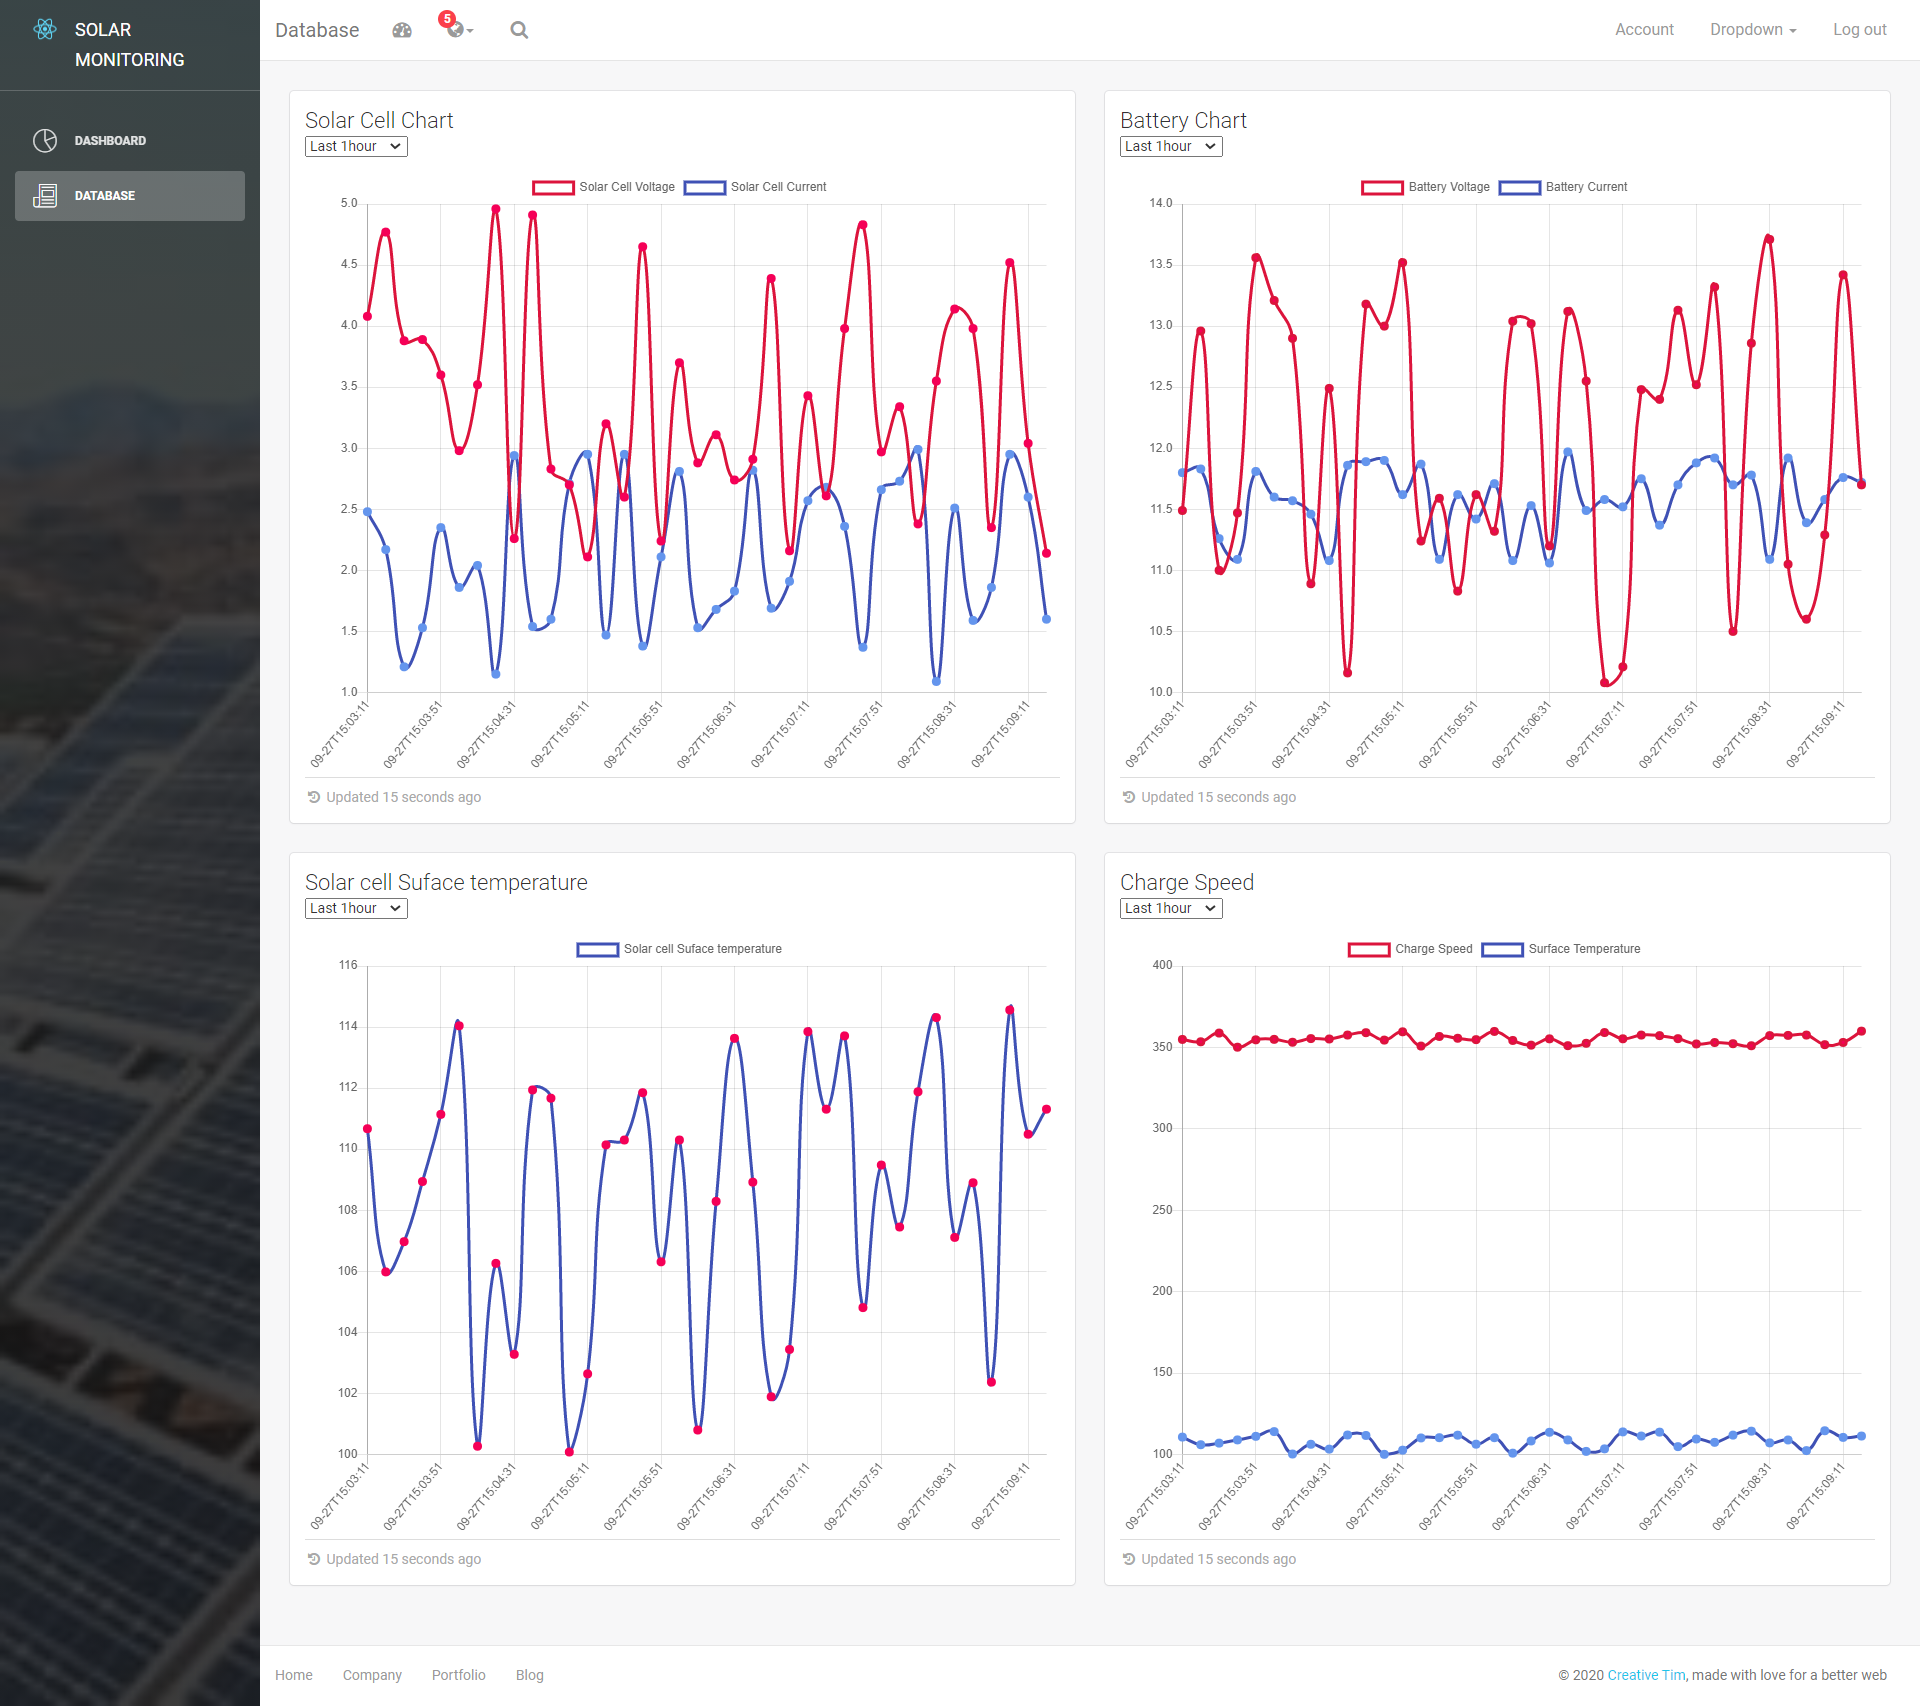 SOLAR
MONITORING
DASHBOARD
DATABASE
Database
5
Account
Dropdown
Log out
Solar Cell Chart
Last 1hour
Solar Cell Voltage
Solar Cell Current
5.0
4.5
4.0
3.5
3.0
2.5
2.0
1.5
1.0
09-27T15:03:11
09-27T15:03:51
09-27T15:04:31
09-27T15:05:11
09-27T15:05:51
09-27T15:06:31
09-27T15:07:11
09-27T15:07:51
09-27T15:08:31
09-27T15:09:11
Updated 15 seconds ago
Battery Chart
Last 1hour
Battery Voltage
Battery Current
14.0
13.5
13.0
12.5
12.0
11.5
11.0
10.5
10.0
09-27T15:03:11
09-27T15:03:51
09-27T15:04:31
09-27T15:05:11
09-27T15:05:51
09-27T15:06:31
09-27T15:07:11
09-27T15:07:51
09-27T15:08:31
09-27T15:09:11
Updated 15 seconds ago
Solar cell Suface temperature
Last 1hour
Solar cell Suface temperature
116
114
112
110
108
106
104
102
100
09-27T15:03:11
09-27T15:03:51
09-27T15:04:31
09-27T15:05:11
09-27T15:05:51
09-27T15:06:31
09-27T15:07:11
09-27T15:07:51
09-27T15:08:31
09-27T15:09:11
Updated 15 seconds ago
Charge Speed
Last 1hour
Charge Speed
Surface Temperature
400
350
300
250
200
150
100
09-27T15:03:11
09-27T15:03:51
09-27T15:04:31
09-27T15:05:11
09-27T15:05:51
09-27T15:06:31
09-27T15:07:11
09-27T15:07:51
09-27T15:08:31
09-27T15:09:11
Updated 15 seconds ago
Home
Company
Portfolio
Blog
© 2020 Creative Tim, made with love for a better web